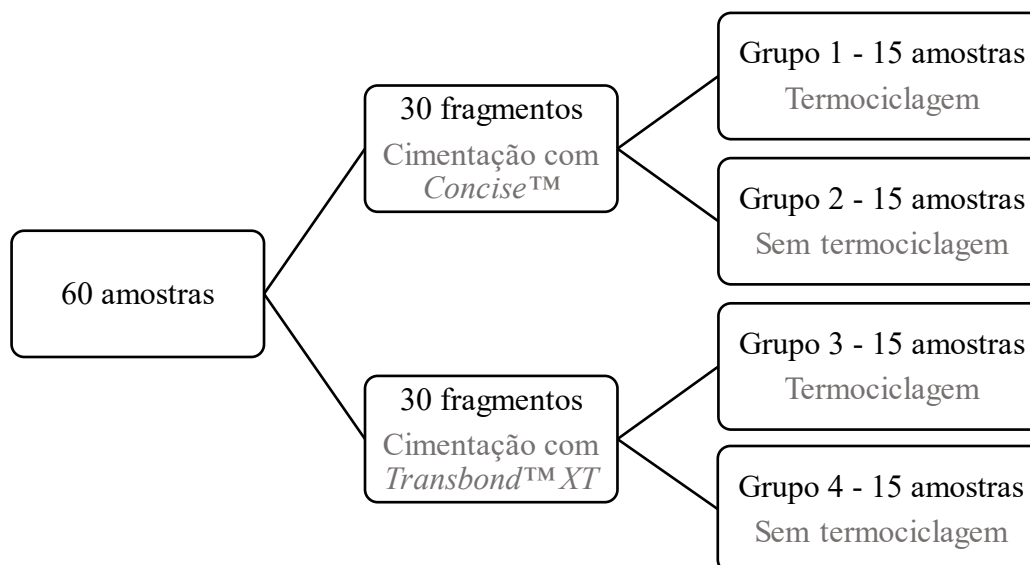 60 amostras
30 fragmentos
Cimentação com
Concise™
Grupo 1 - 15 amostras
Termociclagem
Grupo 2 - 15 amostras
Sem termociclagem
30 fragmentos
Cimentação com
Transbond™ XT
Grupo 3 - 15 amostras
Termociclagem
Grupo 4 - 15 amostras
Sem termociclagem